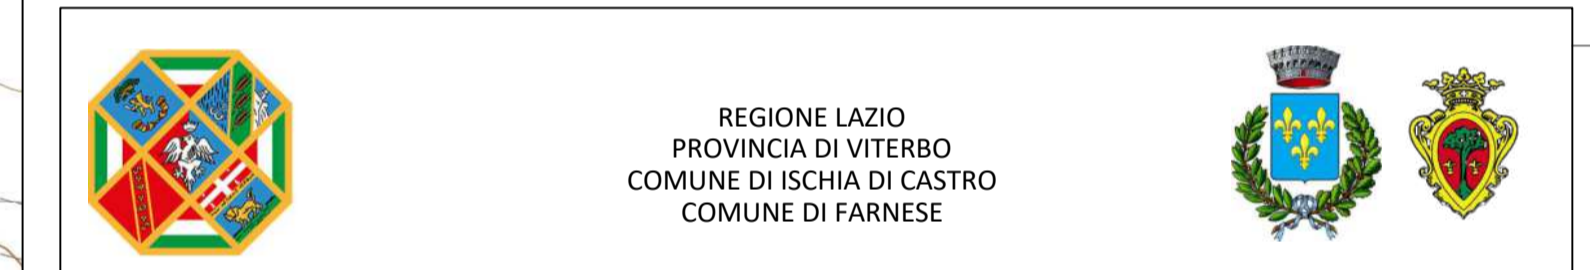 REGIONE LAZIO
PROVINCIA DI VITERBO
COMUNE DI ISCHIA DI CASTRO
COMUNE DI FARNESE